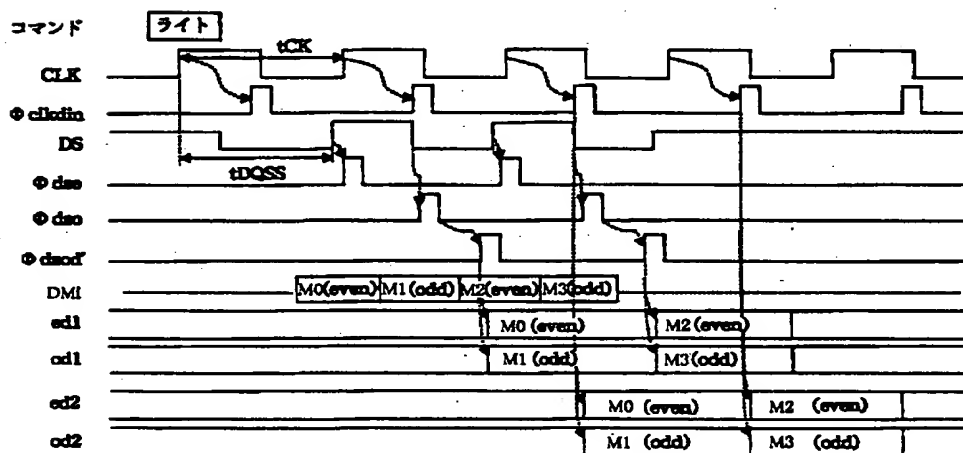 コマンド ライト
tCK
CLK
Φ clkdin
DS
tDQSS
Φ dse
Φ dso
Φ dsod'
DMI M0(even) M1(odd) M2(even) M3(odd)
ed1 M0(even) M2(even)
od1 M1(odd) M3(odd)
ed2 M0 (even) M2 (even)
od2 M1 (odd) M3 (odd)